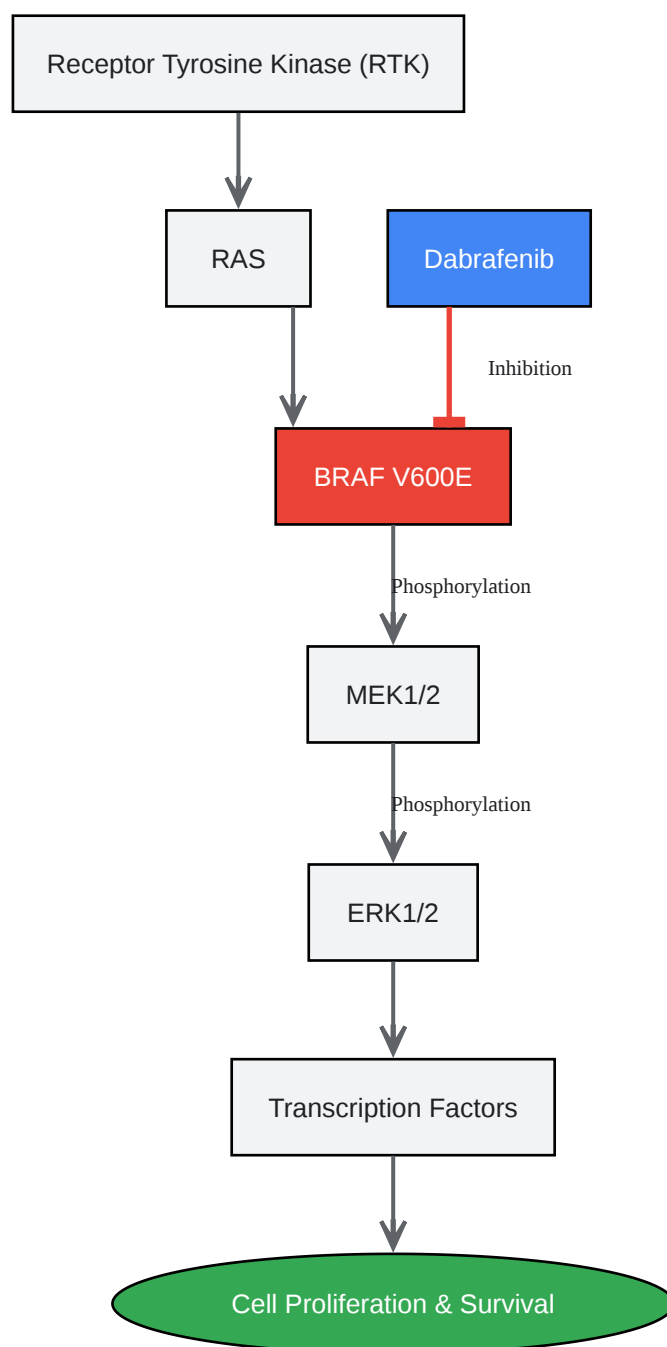 Receptor Tyrosine Kinase (RTK)
RAS
Dabrafenib
Inhibition
BRAF V600E
Phosphorylation
MEK1/2
Phosphorylation
ERK1/2
Transcription Factors
Cell Proliferation & Survival